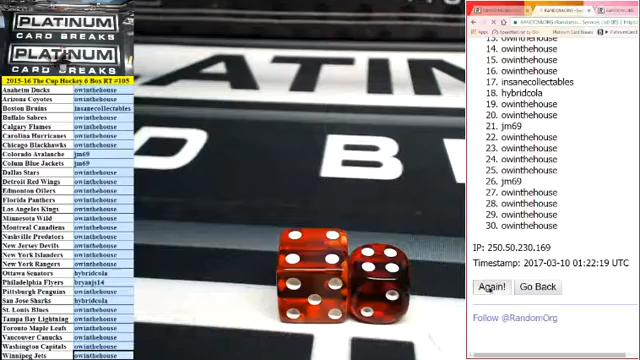 PLATINUM
CARD BREAKS
PLATINUM
CARD BREAKS
2015-16 The Cup Hockey 6 Box RT #105
Anaheim Ducks owinthehouse
Arizona Coyotes owinthehouse
Boston Bruins insanecollectables
Buffalo Sabres owinthehouse
Calgary Flames owinthehouse
Carolina Hurricanes owinthehouse
Chicago Blackhawks owinthehouse
Colorado Avalanche jm69
Colum Blue Jackets jm69
Dallas Stars owinthehouse
Detroit Red Wings owinthehouse
Edmonton Oilers owinthehouse
Florida Panthers owinthehouse
Los Angeles Kings owinthehouse
Minnesota Wild owinthehouse
Montreal Canadiens owinthehouse
Nashville Predators owinthehouse
New Jersey Devils owinthehouse
New York Islanders owinthehouse
New York Rangers owinthehouse
Ottawa Senators hybridcola
Philadelphia Flyers bryanjs14
Pittsburgh Penguins owinthehouse
San Jose Sharks hybridcola
St. Louis Blues owinthehouse
Tampa Bay Lightning owinthehouse
Toronto Maple Leafs owinthehouse
Vancouver Canucks owinthehouse
Washington Capitals owinthehouse
Winnipeg Jets owinthehouse
ATIN
D B
13. owinthehouse
14. owinthehouse
15. owinthehouse
16. owinthehouse
17. insanecollectables
18. hybridcola
19. owinthehouse
20. owinthehouse
21. jm69
22. owinthehouse
23. owinthehouse
24. owinthehouse
25. owinthehouse
26. jm69
27. owinthehouse
28. owinthehouse
29. owinthehouse
30. owinthehouse
IP: 250.50.230.169
Timestamp: 2017-03-10 01:22:19 UTC
Again!
Go Back
Follow @RandomOrg